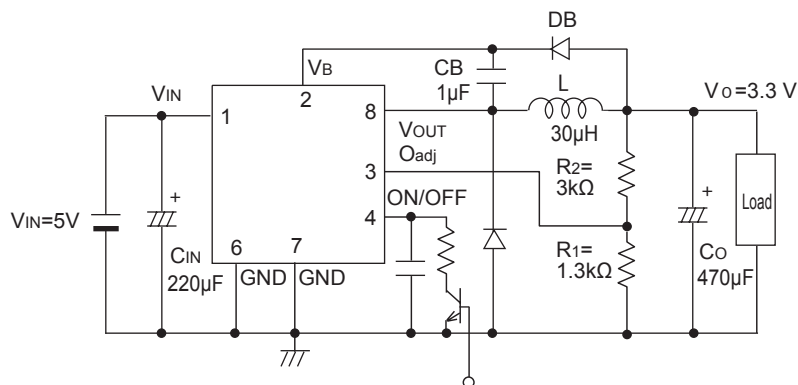 DB
VB
CB
1µF
L
30µH
VIN
Vo=3.3 V
1
2
8
VOUT
Oadj
3
R2=
3kΩ
ON/OFF
4
+
VIN=5V
CIN
220µF
6
GND
7
GND
R1=
1.3kΩ
+
CO
470µF
Load